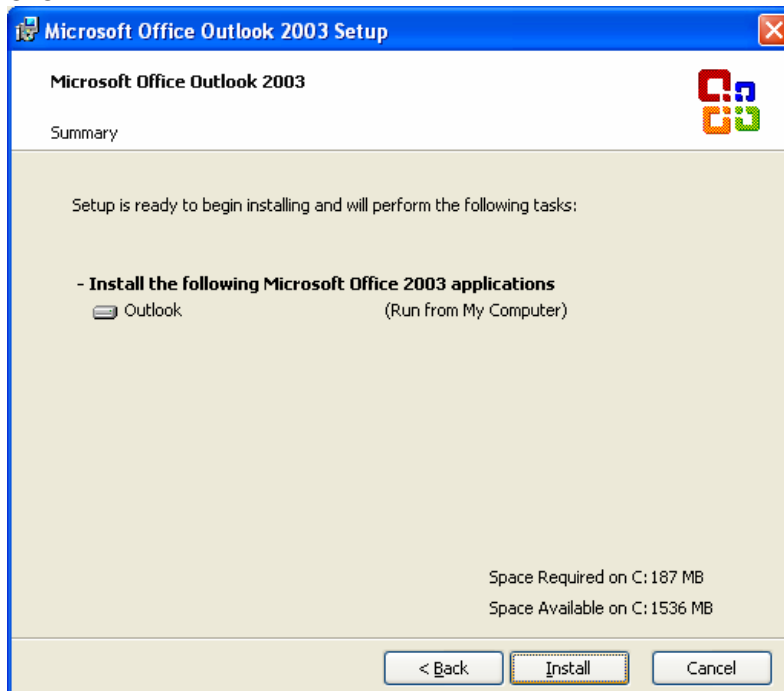 Microsoft Office Outlook 2003 Setup
Microsoft Office Outlook 2003
Summary
Setup is ready to begin installing and will perform the following tasks:
- Install the following Microsoft Office 2003 applications
Outlook (Run from My Computer)
Space Required on C: 187 MB
Space Available on C: 1536 MB
< Back Install Cancel